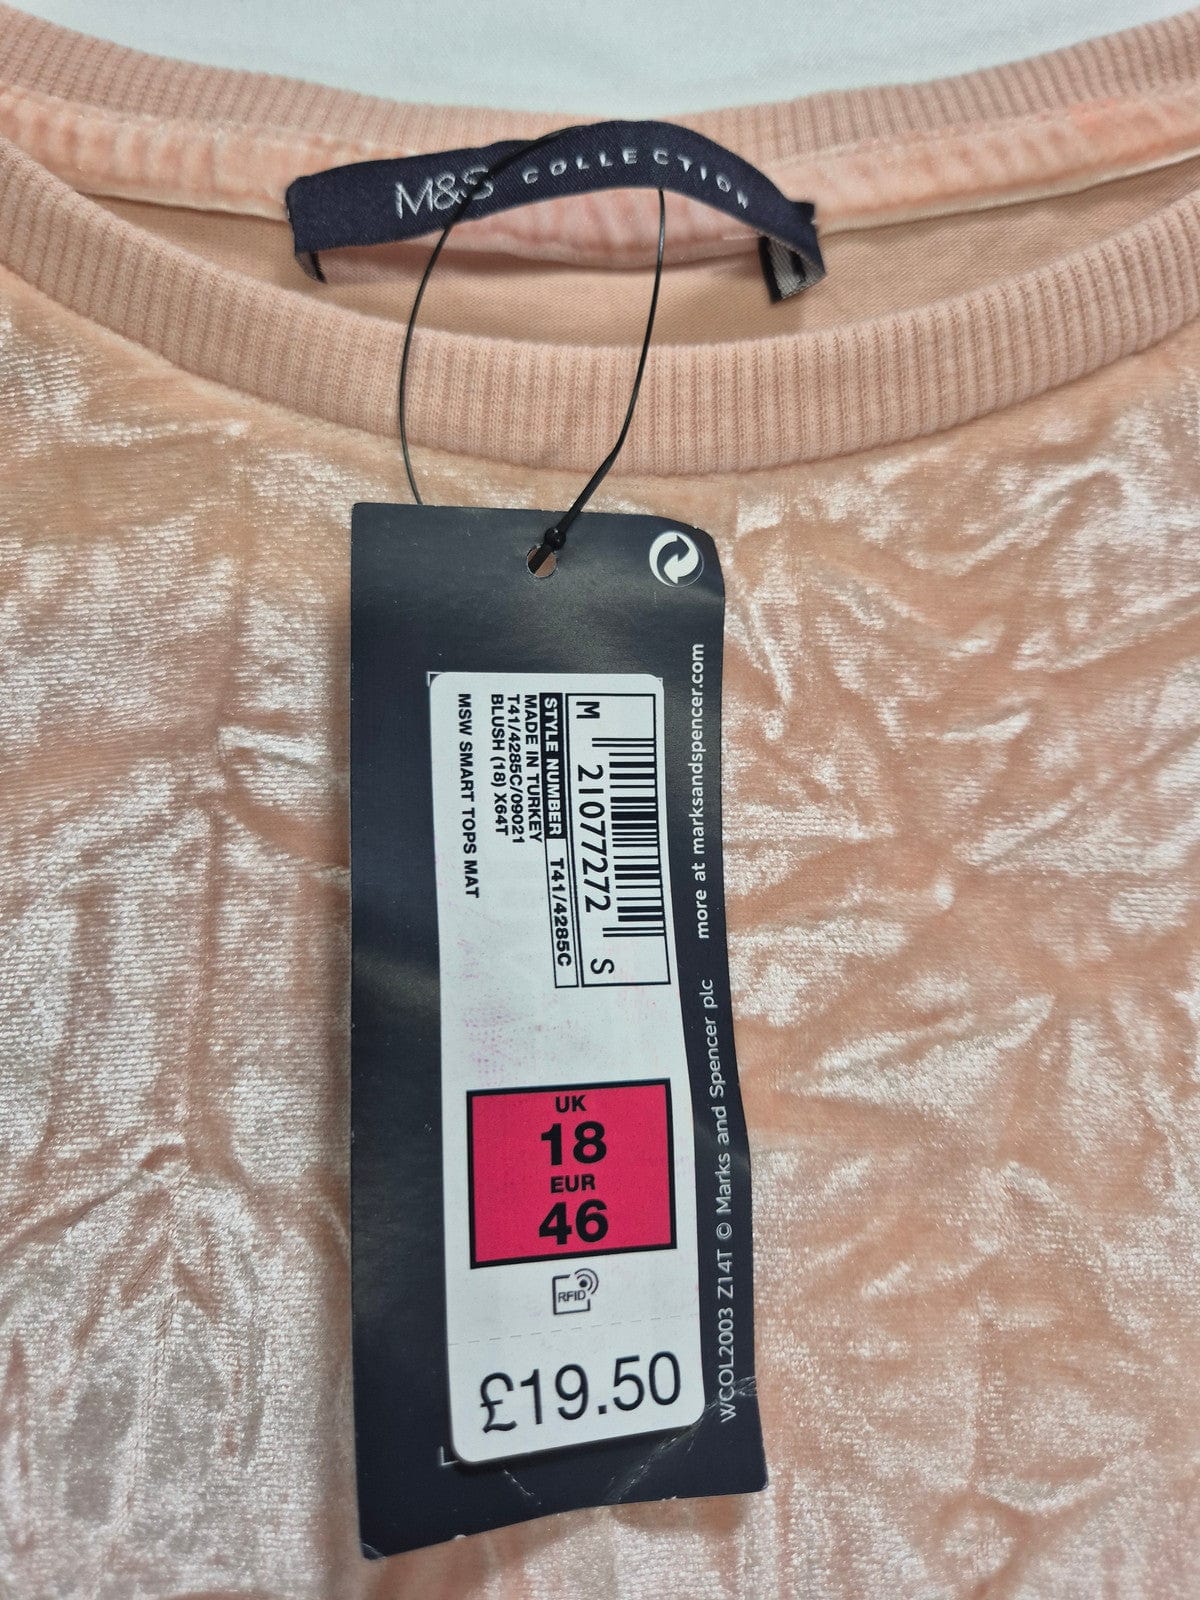 M&S COLLECTION
M 21077272 S
STYLE NUMBER T41/4285C
MADE IN TURKEY
T41/4285C/09021
BLUSH (18) X64T
MSW SMART TOPS MAT
UK
18
EUR
46
RFID
£19.50
more at marksandspencer.com
WCOL2003 Z14T © Marks and Spencer plc